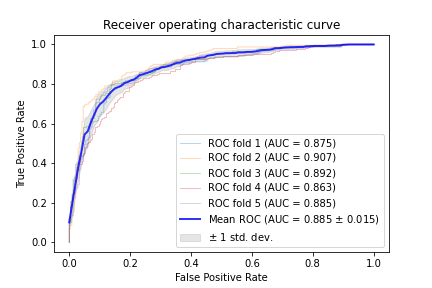 Receiver operating characteristic curve
True Positive Rate
1.0
0.8
0.6
0.4
0.2
0.0
ROC fold 1 (AUC = 0.875)
ROC fold 2 (AUC = 0.907)
ROC fold 3 (AUC = 0.892)
ROC fold 4 (AUC = 0.863)
ROC fold 5 (AUC = 0.885)
Mean ROC (AUC = 0.885 ± 0.015)
± 1 std. dev.
0.0 0.2 0.4 0.6 0.8 1.0
False Positive Rate